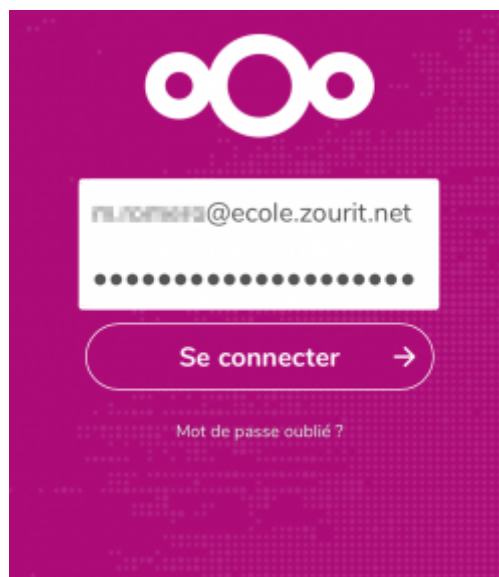 @ecole.zourit.net
••••••••••••••••••••
Se connecter →
Mot de passe oublié ?